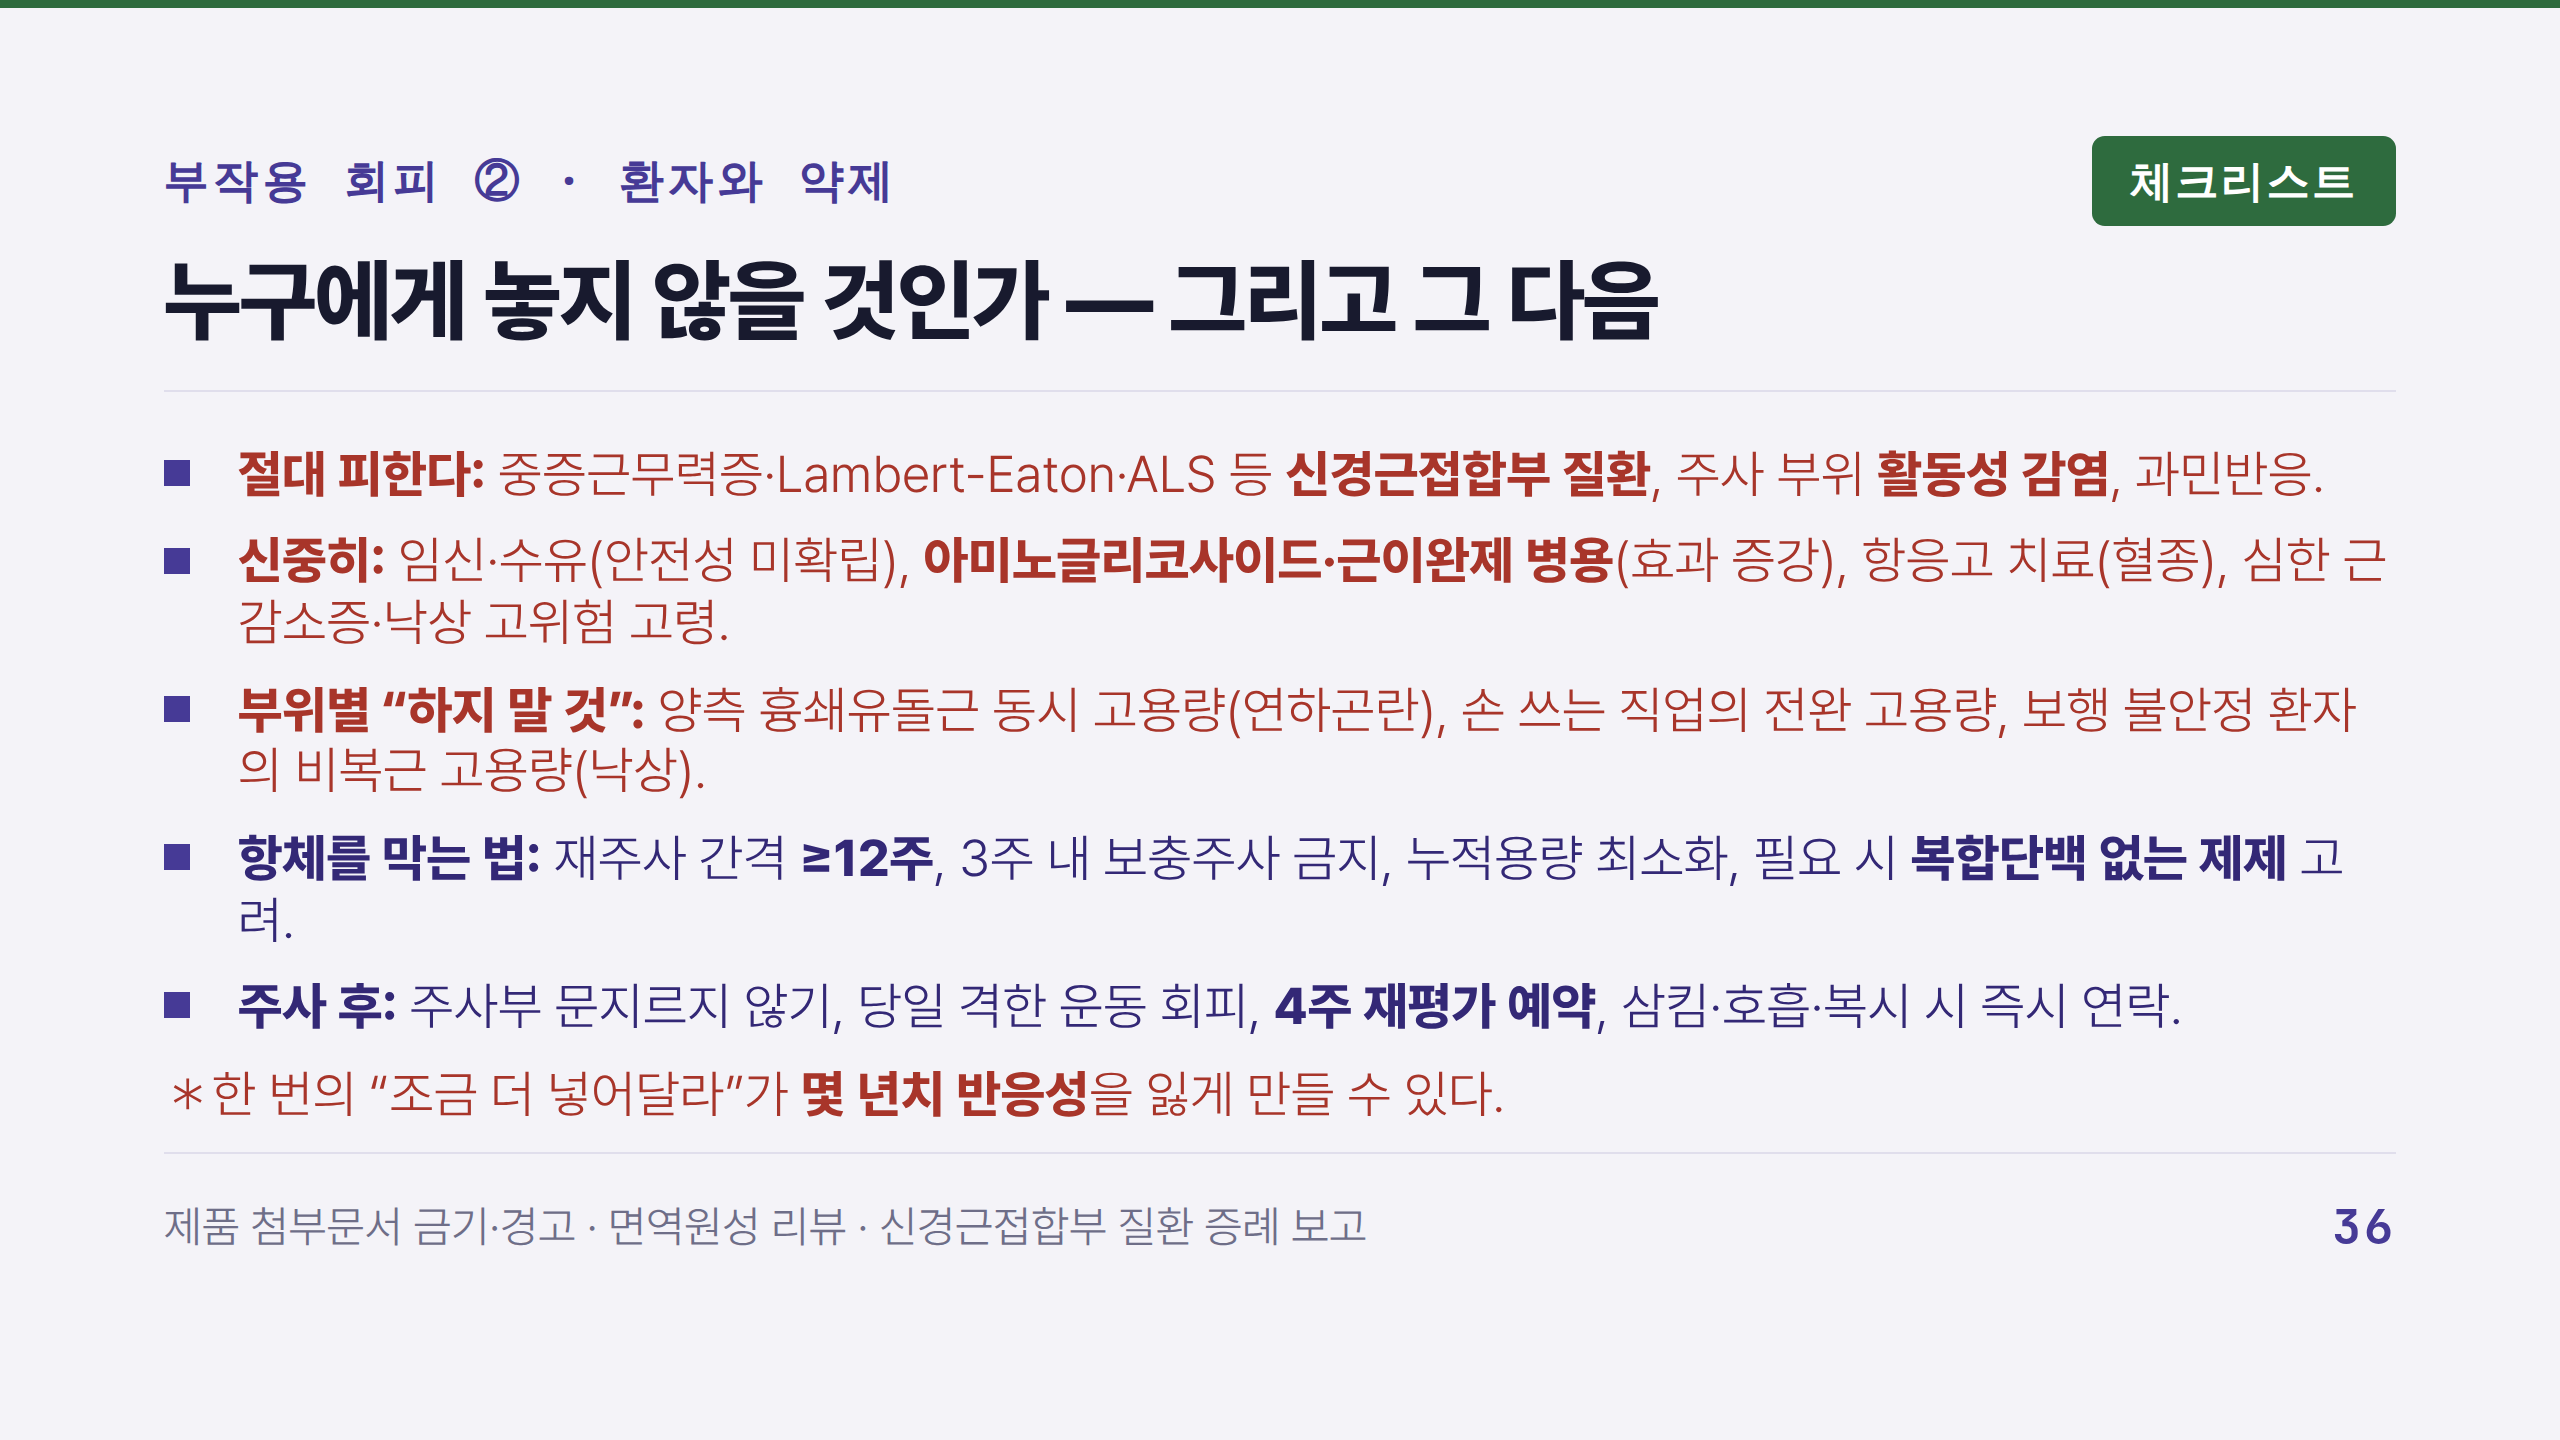 부작용 회피 ② · 환자와 약제
체크리스트
누구에게 놓지 않을 것인가 — 그리고 그 다음
절대 피한다: 중증근무력증·Lambert-Eaton·ALS 등 신경근접합부 질환, 주사 부위 활동성 감염, 과민반응.
신중히: 임신·수유(안전성 미확립), 아미노글리코사이드·근이완제 병용(효과 증강), 항응고 치료(혈종), 심한 근
감소증·낙상 고위험 고령.
부위별 “하지 말 것”: 양측 흉쇄유돌근 동시 고용량(연하곤란), 손 쓰는 직업의 전완 고용량, 보행 불안정 환자
의 비복근 고용량(낙상).
항체를 막는 법: 재주사 간격 ≥12주, 3주 내 보충주사 금지, 누적용량 최소화, 필요 시 복합단백 없는 제제 고
려.
주사 후: 주사부 문지르지 않기, 당일 격한 운동 회피, 4주 재평가 예약, 삼킴·호흡·복시 시 즉시 연락.
＊한 번의 “조금 더 넣어달라”가 몇 년치 반응성을 잃게 만들 수 있다.
제품 첨부문서 금기·경고 · 면역원성 리뷰 · 신경근접합부 질환 증례 보고
36